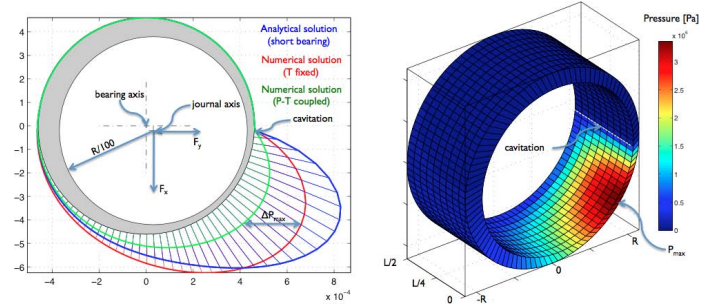 Analytical solution
(short bearing)
Numerical solution
(T fixed)
Numerical solution
(P-T coupled)
cavitation
bearing axis
journal axis
R/100
F_y
F_x
ΔP_max
4
3
2
1
0
-1
-2
-3
-4
-5
-6
-4 -2 0 2 4 6 8
x 10^-4
Pressure [Pa]
x 10^6
3.5
3
2.5
2
1.5
1
0.5
0
cavitation
P_max
L/2
L/4
0
-R
0
R